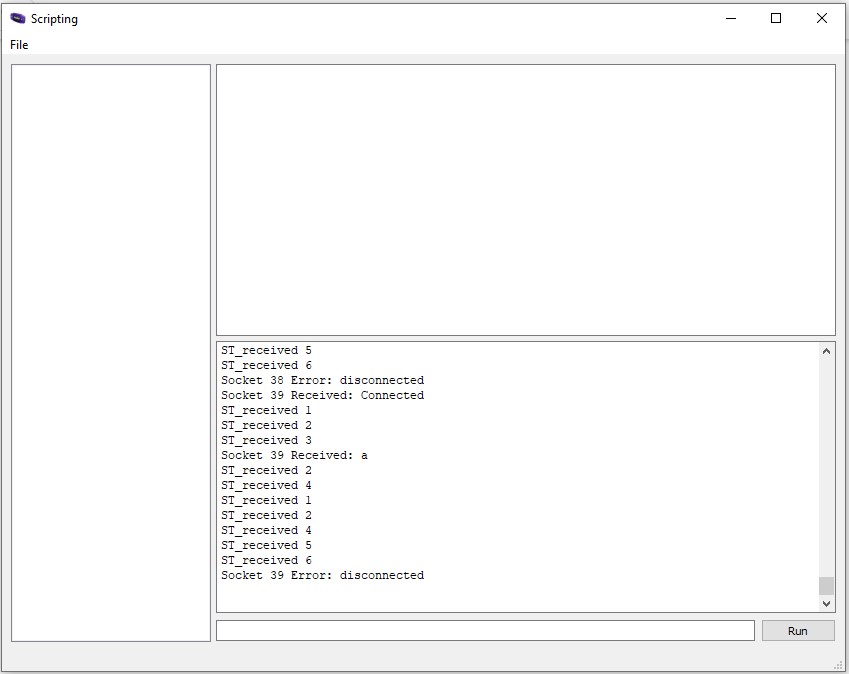 Scripting
File
ST_received 5
ST_received 6
Socket 38 Error: disconnected
Socket 39 Received: Connected
ST_received 1
ST_received 2
ST_received 3
Socket 39 Received: a
ST_received 2
ST_received 4
ST_received 1
ST_received 2
ST_received 4
ST_received 5
ST_received 6
Socket 39 Error: disconnected
Run